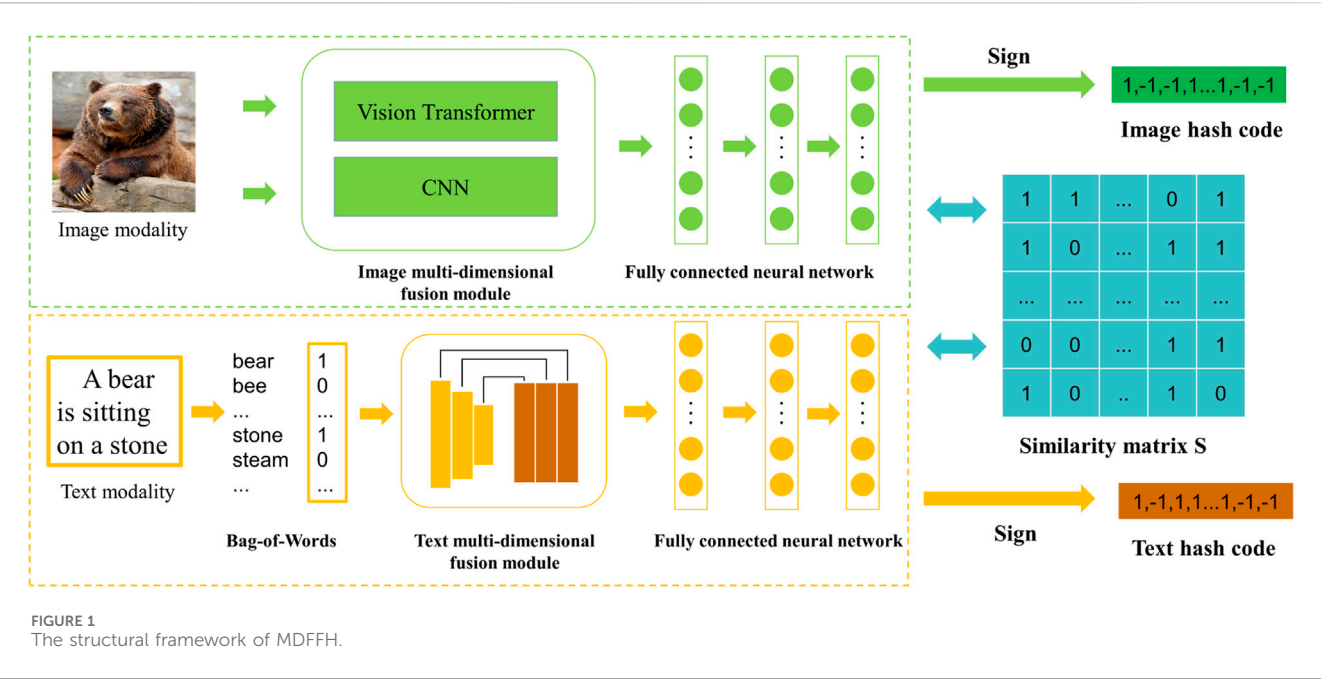 Vision Transformer
CNN
Image modality
Image multi-dimensional
fusion module
⋮ ⋮ ⋮
Fully connected neural network
Sign
1,-1,-1,1...1,-1,-1
Image hash code
1 1 ... 0 1
1 0 ... 1 1
... ... ... ... ...
0 0 ... 1 1
1 0 .. 1 0
Similarity matrix S
A bear
is sitting
on a stone
Text modality
bear 1
bee 0
... ...
stone 1
steam 0
... ...
Bag-of-Words
Text multi-dimensional
fusion module
⋮ ⋮ ⋮
Fully connected neural network
Sign
1,-1,1,1...1,-1,-1
Text hash code
FIGURE 1
The structural framework of MDFFH.